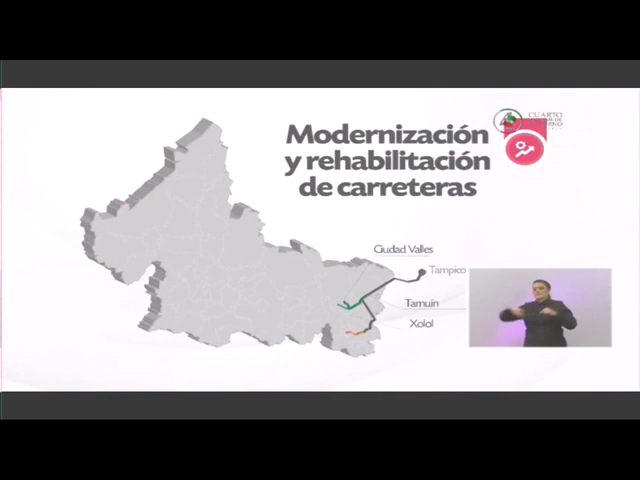 Modernización
y rehabilitación
de carreteras
CUARTO
Ciudad Valles
Tampico
Tamuín
Xolol